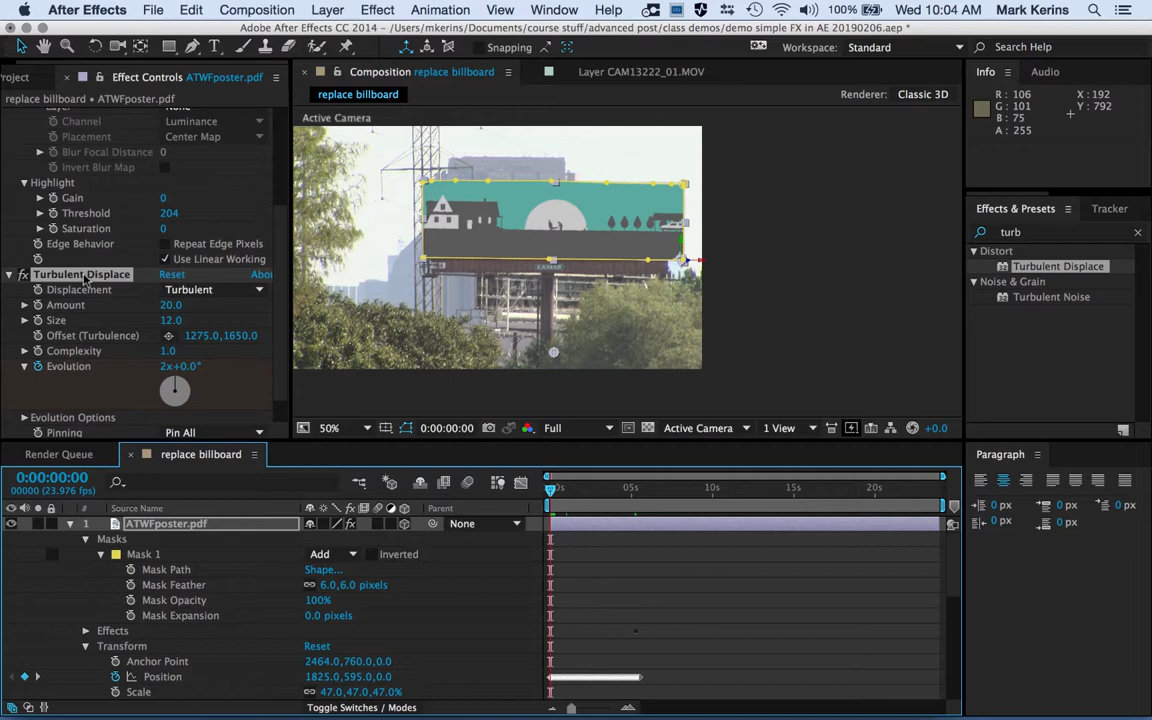 After Effects File Edit Composition Layer Effect Animation View Window Help 100% Wed 10:04 AM Mark Kerins
Adobe After Effects CC 2014 - /Users/mkerins/Documents/course stuff/advanced post/class demos/demo simple FX in AE 20190206.aep *
Snapping Workspace: Standard Search Help
Project × Effect Controls ATWFposter.pdf Composition replace billboard Layer CAM13222_01.MOV Info Audio
replace billboard • ATWFposter.pdf replace billboard Renderer: Classic 3D
R : 106 X : 192
G : 101 Y : 792
B : 75
A : 255
Active Camera
Channel Luminance
Placement Center Map
Blur Focal Distance 0
Invert Blur Map
Highlight
Gain 0
Threshold 204
Saturation 0
Edge Behavior Repeat Edge Pixels
Use Linear Working
Turbulent Displace Reset Abou
Displacement Turbulent
Amount 20.0
Size 12.0
Offset (Turbulence) 1275.0,1650.0
Complexity 1.0
Evolution 2x+0.0°
Evolution Options
Pinning Pin All
LAMAR
Effects & Presets Tracker
turb ×
Distort
Turbulent Displace
Noise & Grain
Turbulent Noise
50% 0:00:00:00 Full Active Camera 1 View +0.0
Render Queue × replace billboard
0:00:00:00
00000 (23.976 fps)
05s 10s 15s 20s
# Source Name Parent
1 ATWFposter.pdf None
Masks
Mask 1 Add Inverted
Mask Path Shape...
Mask Feather 6.0,6.0 pixels
Mask Opacity 100%
Mask Expansion 0.0 pixels
Effects
Transform Reset
Anchor Point 2464.0,760.0,0.0
Position 1825.0,595.0,0.0
Scale 47.0,47.0,47.0%
Toggle Switches / Modes
Paragraph
0 px 0 px 0 px
0 px 0 px